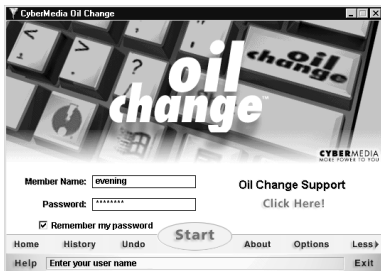 CyberMedia Oil Change
oil change
oil
change™
CYBERMEDIA
MORE POWER TO YOU
Member Name: evening
Oil Change Support
Password: ********
Click Here!
Remember my password
Start
Home History Undo About Options Less
Help Enter your user name Exit